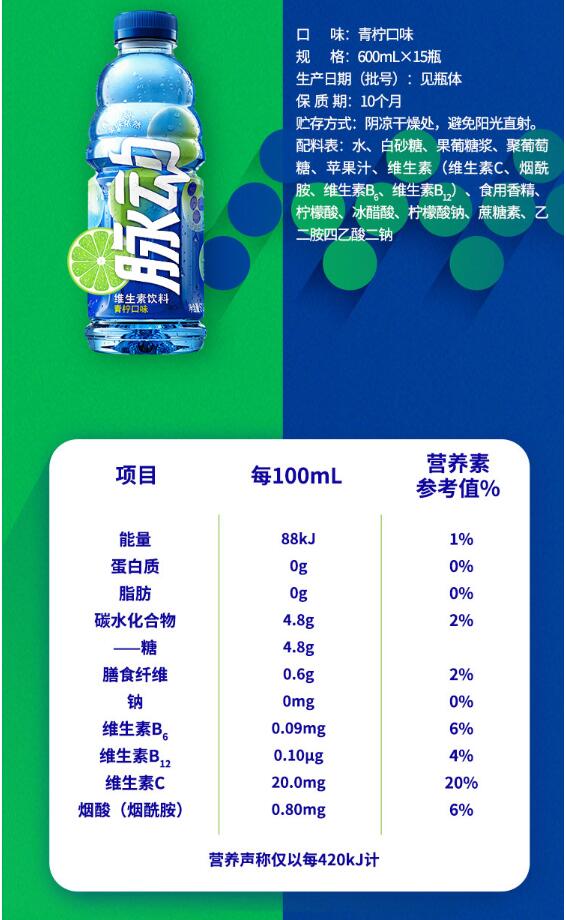 口 味：青柠口味
规 格：600mL×15瓶
生产日期（批号）：见瓶体
保 质 期：10个月
贮存方式：阴凉干燥处，避免阳光直射。
配料表：水、白砂糖、果葡糖浆、聚葡萄
糖、苹果汁、维生素（维生素C、烟酰
胺、维生素B6、维生素B12）、食用香精、
柠檬酸、冰醋酸、柠檬酸钠、蔗糖素、乙
二胺四乙酸二钠
脉动
维生素饮料
青柠口味
项目 每100mL 营养素
参考值%
能量 88kJ 1%
蛋白质 0g 0%
脂肪 0g 0%
碳水化合物 4.8g 2%
——糖 4.8g
膳食纤维 0.6g 2%
钠 0mg 0%
维生素B6 0.09mg 6%
维生素B12 0.10μg 4%
维生素C 20.0mg 20%
烟酸（烟酰胺） 0.80mg 6%
营养声称仅以每420kJ计